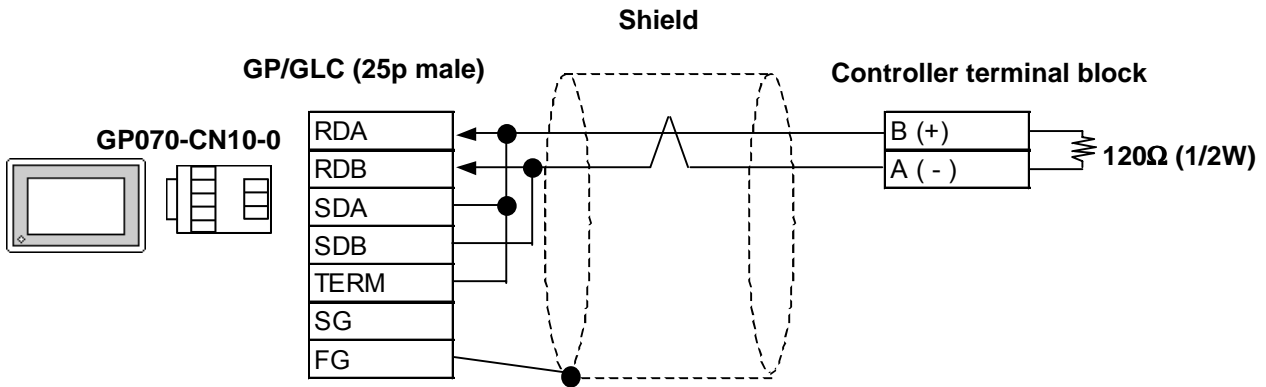 Shield
GP/GLC (25p male)
Controller terminal block
GP070-CN10-0
RDA
RDB
SDA
SDB
TERM
SG
FG
B (+)
A ( - )
120Ω (1/2W)